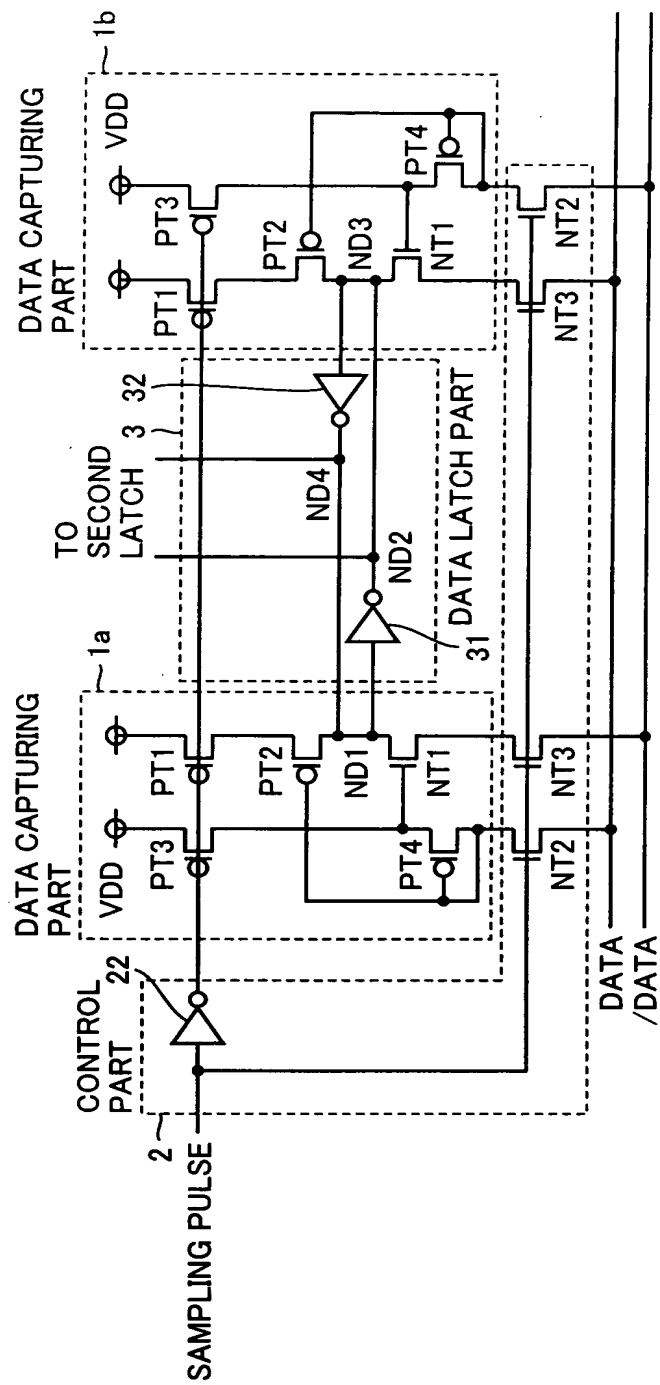 SAMPLING PULSE
2
CONTROL
PART
22
DATA CAPTURING
PART
1a
VDD
PT3
PT1
PT2
PT4
ND1
NT1
NT2
NT3
TO
SECOND
LATCH
3
32
ND4
ND2
31
DATA LATCH PART
DATA CAPTURING
PART
1b
VDD
PT1
PT3
PT2
ND3
PT4
NT1
NT3
NT2
DATA
/DATA